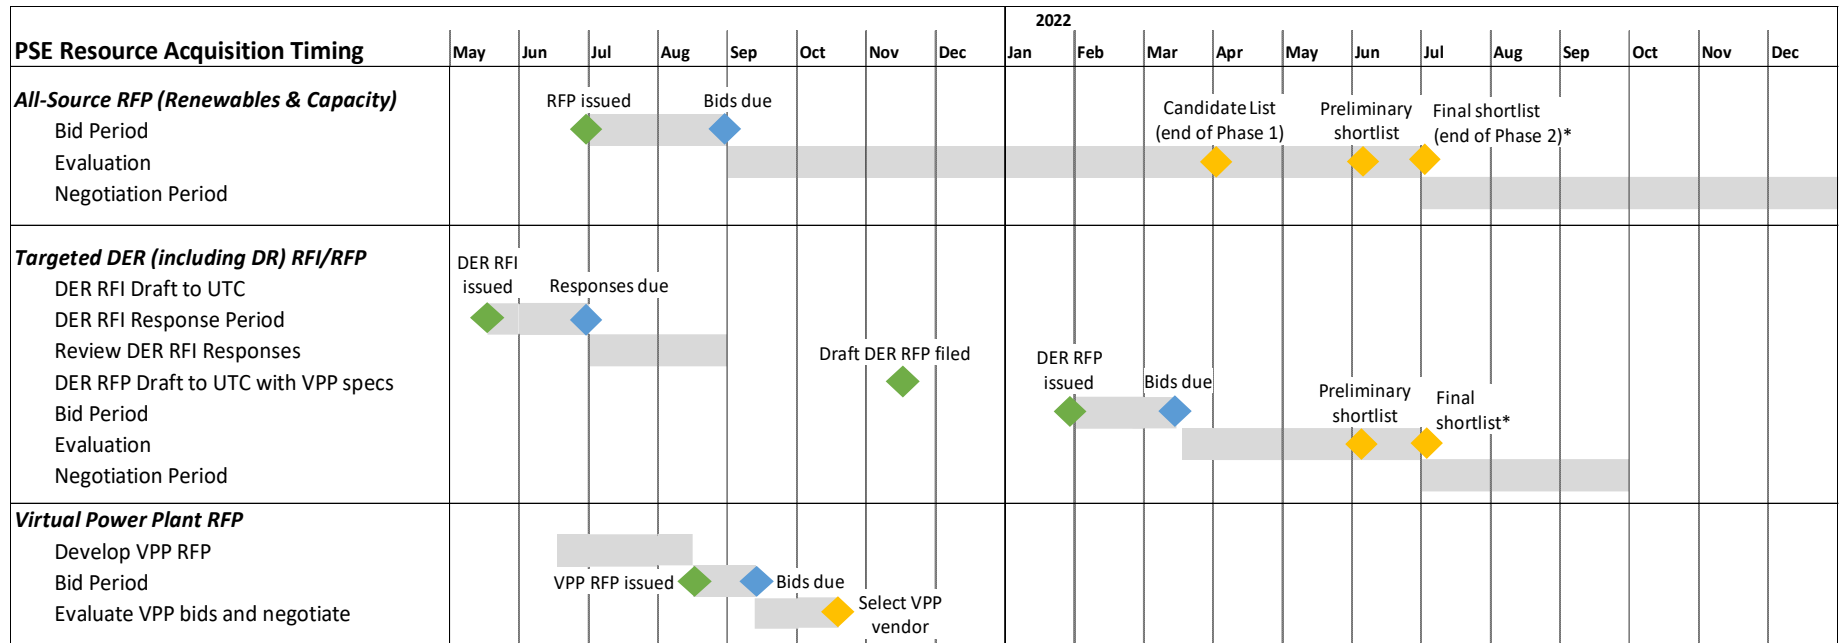 2022
PSE Resource Acquisition Timing May Jun Jul Aug Sep Oct Nov Dec Jan Feb Mar Apr May Jun Jul Aug Sep Oct Nov Dec
All-Source RFP (Renewables & Capacity)
RFP issued
Bids due
Candidate List
(end of Phase 1)
Preliminary
shortlist
Final shortlist
(end of Phase 2)*
Bid Period
Evaluation
Negotiation Period
Targeted DER (including DR) RFI/RFP
DER RFI
issued
Responses due
DER RFI Draft to UTC
DER RFI Response Period
Review DER RFI Responses
Draft DER RFP filed
DER RFP
issued
Bids due
DER RFP Draft to UTC with VPP specs
Preliminary
shortlist
Final
shortlist*
Bid Period
Evaluation
Negotiation Period
Virtual Power Plant RFP
Develop VPP RFP
Bid Period
VPP RFP issued
Bids due
Evaluate VPP bids and negotiate
Select VPP
vendor